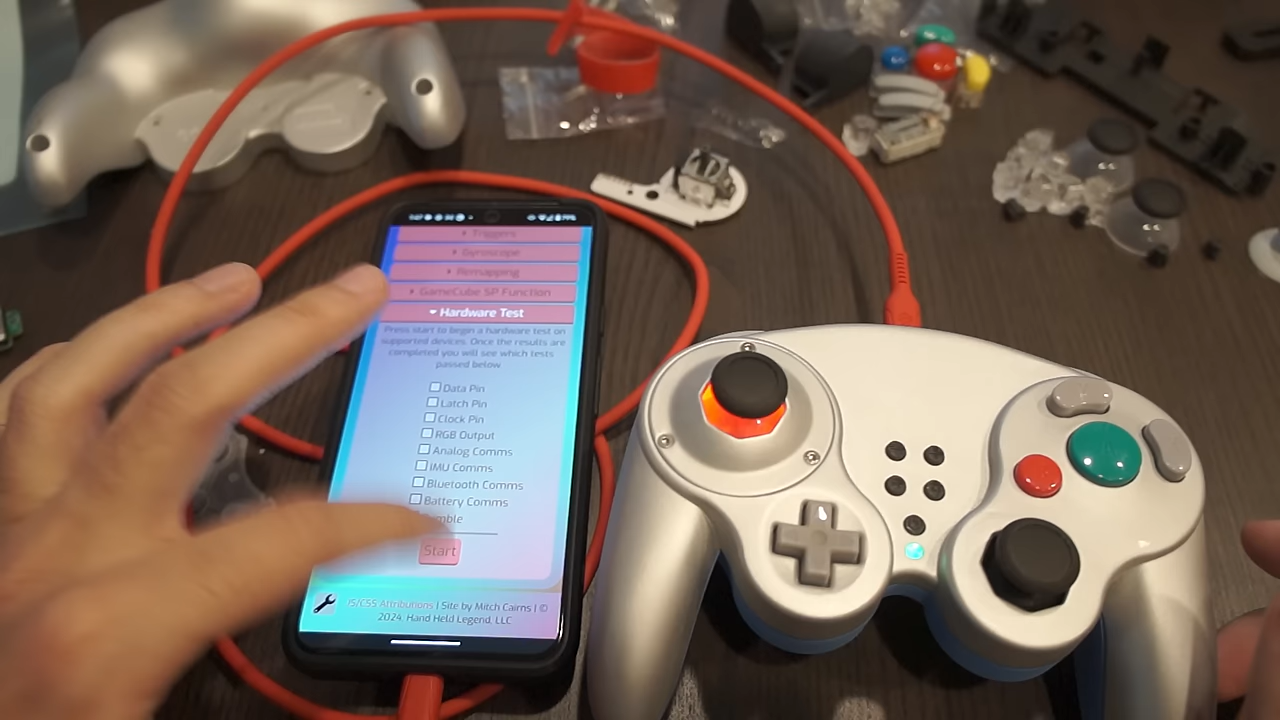 Triggers
Gyroscope
Remapping
GameCube SP Function
Hardware Test
Press start to begin a hardware test on
supported devices. Once the results are
completed you will see which tests
passed below
Data Pin
Latch Pin
Clock Pin
RGB Output
Analog Comms
IMU Comms
Bluetooth Comms
Battery Comms
mble
Start
JS/CSS Attributions | Site by Mitch Cairns | ©
2024. Hand Held Legend, LLC